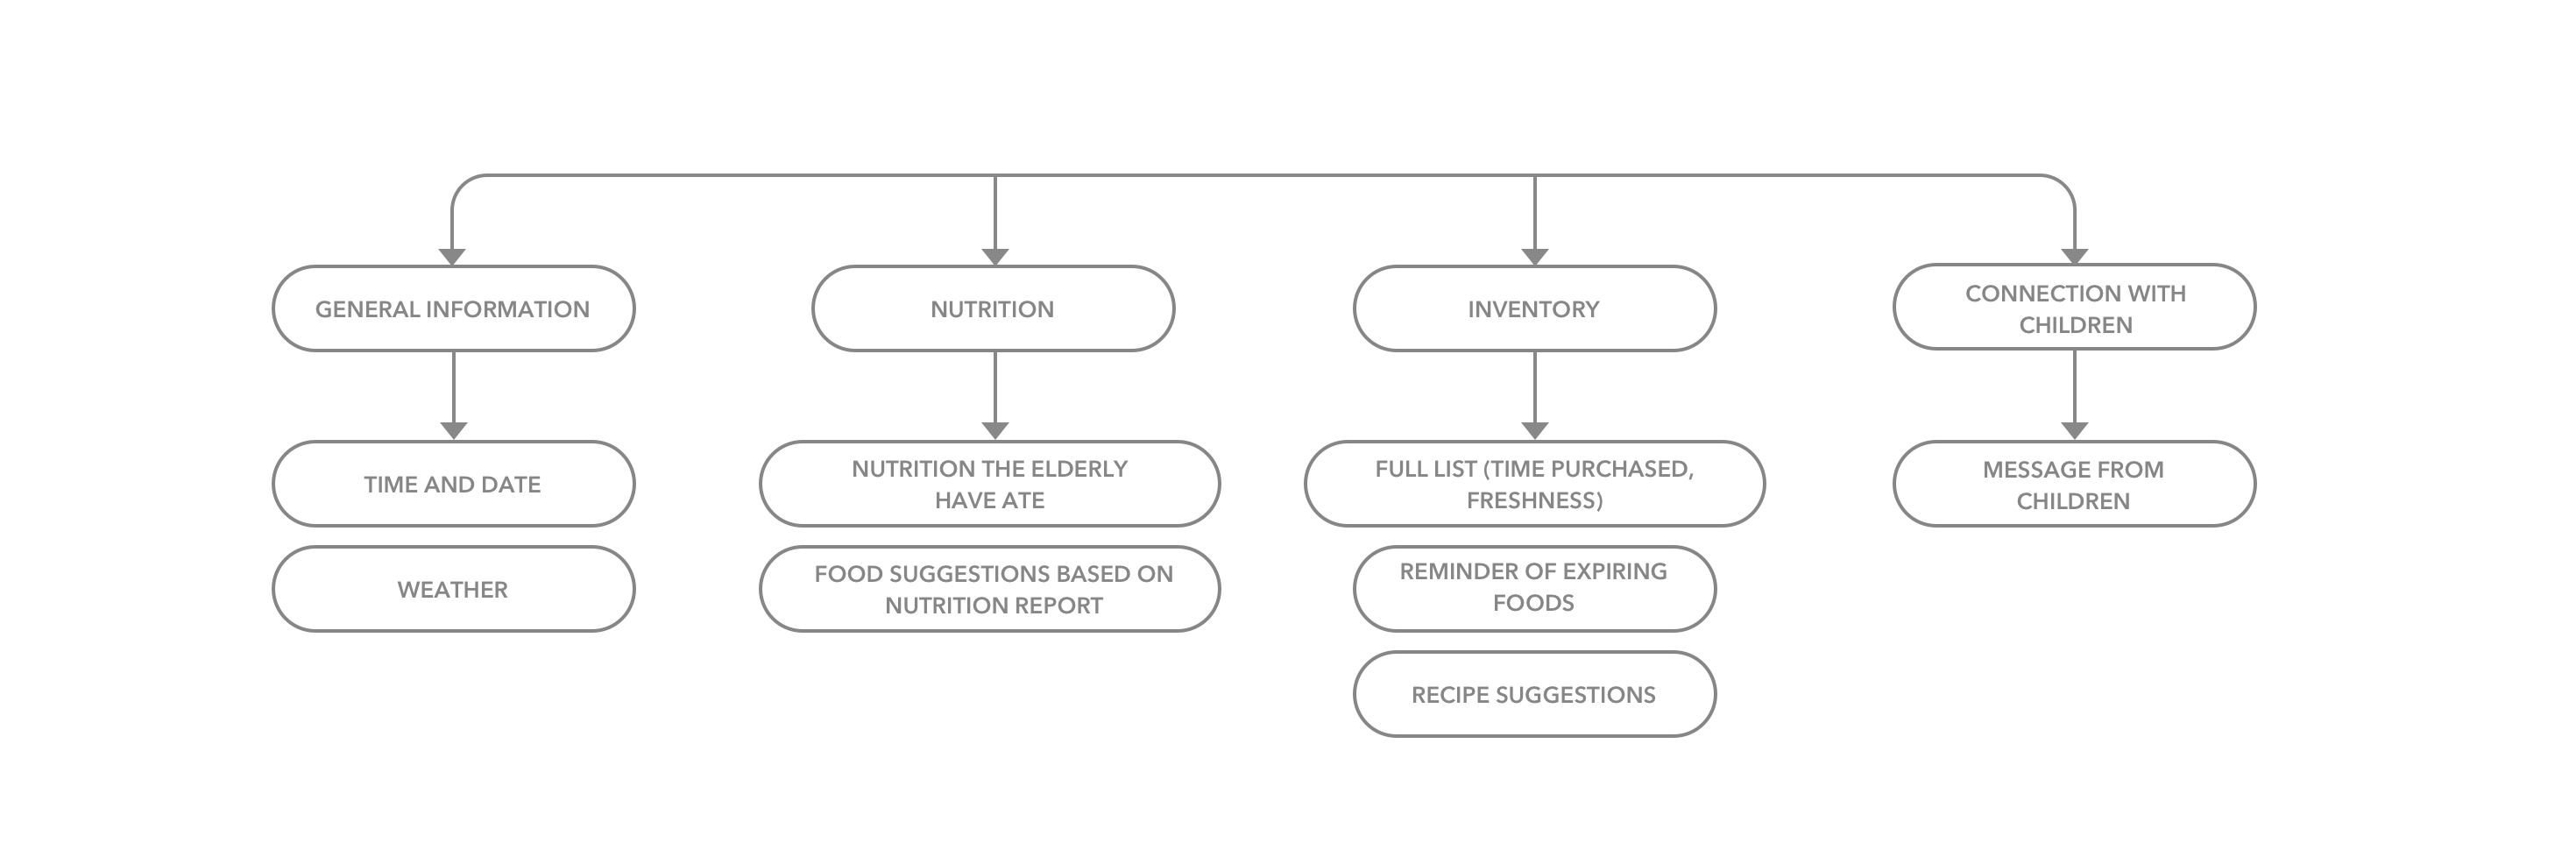 GENERAL INFORMATION
NUTRITION
INVENTORY
CONNECTION WITH
CHILDREN
TIME AND DATE
NUTRITION THE ELDERLY
HAVE ATE
FULL LIST (TIME PURCHASED,
FRESHNESS)
MESSAGE FROM
CHILDREN
WEATHER
FOOD SUGGESTIONS BASED ON
NUTRITION REPORT
REMINDER OF EXPIRING
FOODS
RECIPE SUGGESTIONS